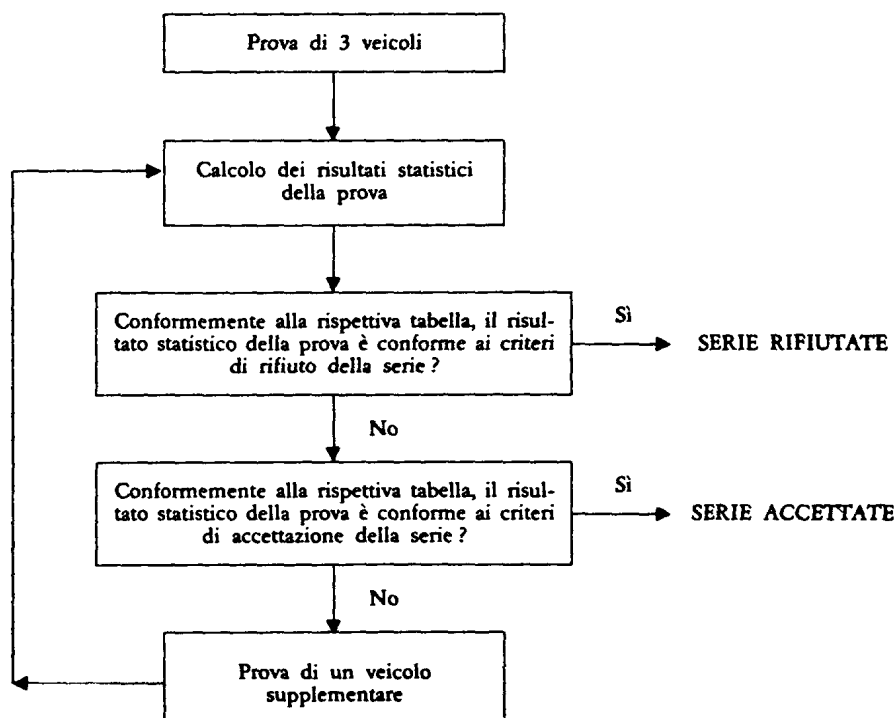 Prova di 3 veicoli
Calcolo dei risultati statistici
della prova
Conformemente alla rispettiva tabella, il risul-
tato statistico della prova è conforme ai criteri
di rifiuto della serie ?
Sì
SERIE RIFIUTATE
No
Conformemente alla rispettiva tabella, il risul-
tato statistico della prova è conforme ai criteri
di accettazione della serie ?
Sì
SERIE ACCETTATE
No
Prova di un veicolo
supplementare